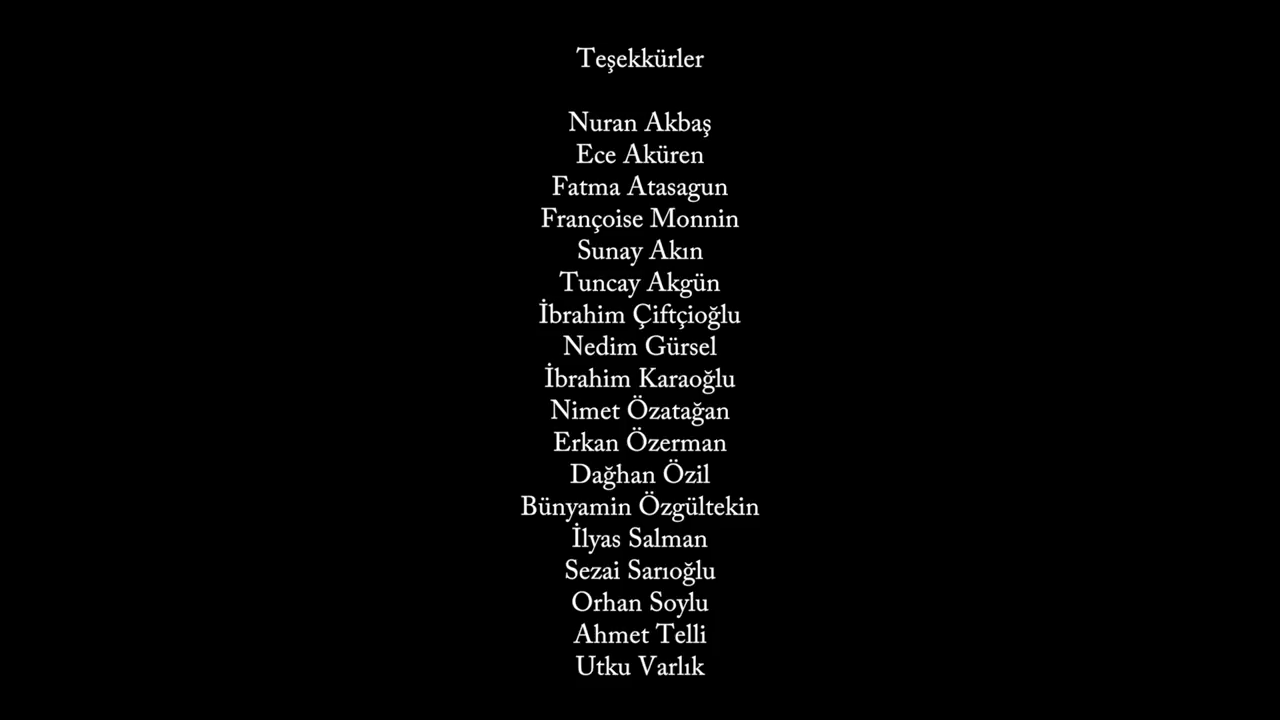 Teşekkürler
Nuran Akbaş
Ece Aküren
Fatma Atasagun
Françoise Monnin
Sunay Akın
Tuncay Akgün
İbrahim Çiftçioğlu
Nedim Gürsel
İbrahim Karaoğlu
Nimet Özatağan
Erkan Özerman
Dağhan Özil
Bünyamin Özgültekin
İlyas Salman
Sezai Sarıoğlu
Orhan Soylu
Ahmet Telli
Utku Varlık